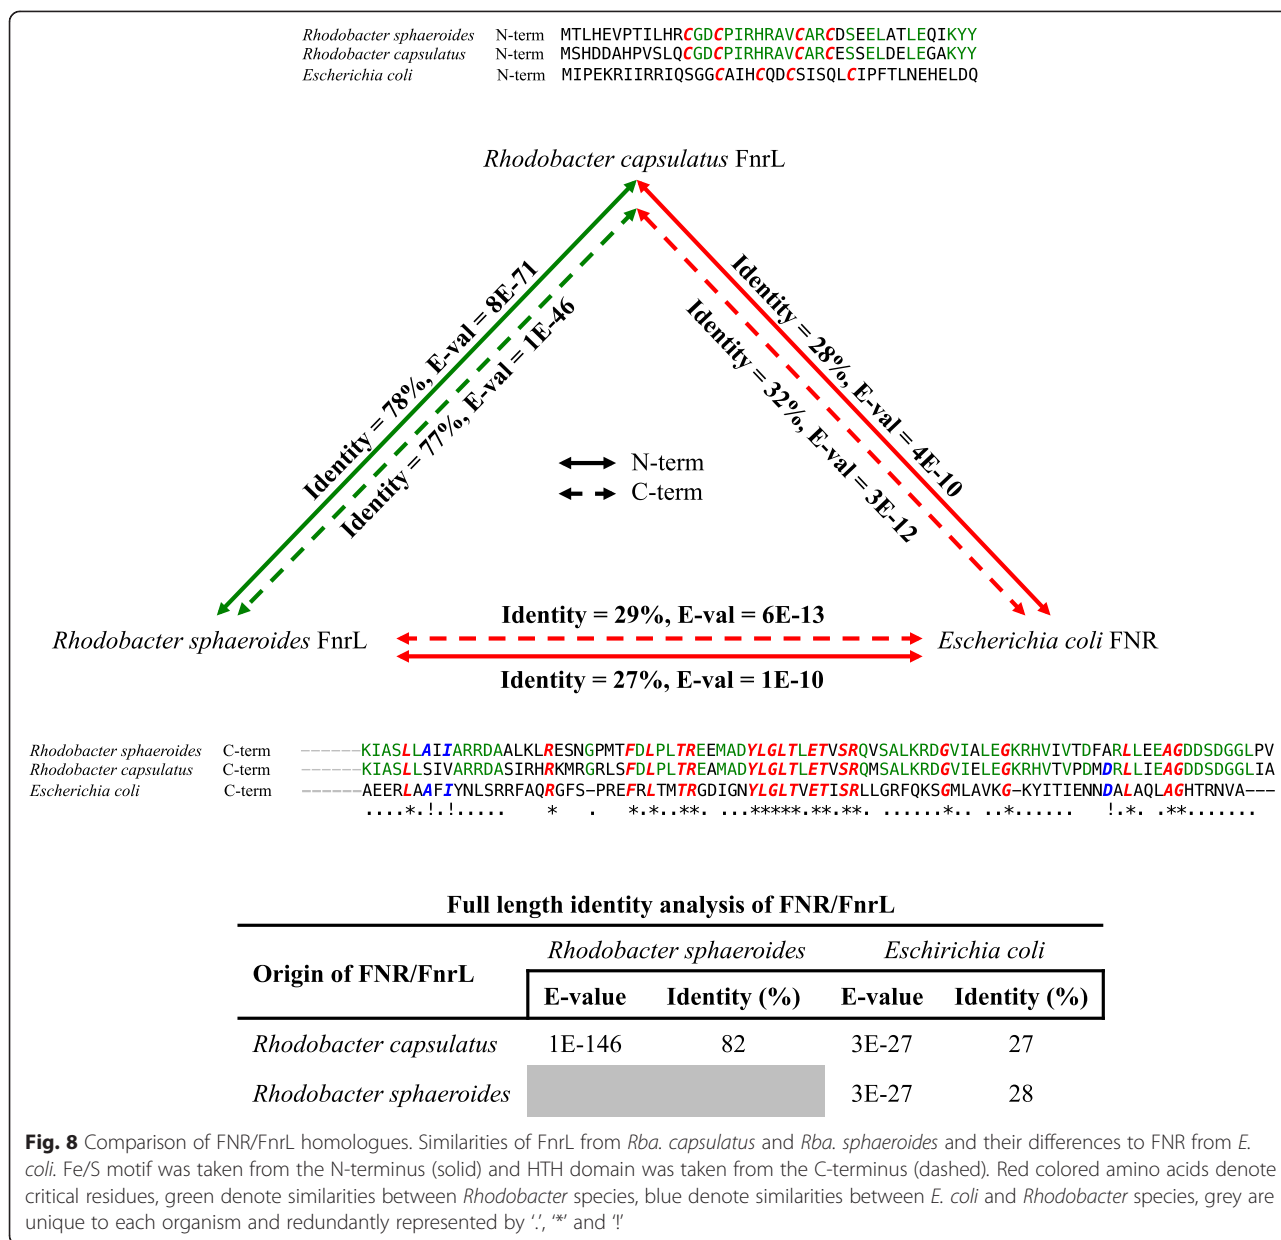 Rhodobacter sphaeroides N-term MTLHEVPTILHRCGDCPIRHRAVCARCDSEELATLEQIKYY
Rhodobacter capsulatus N-term MSHDDAHPVSLQCGDCPIRHRAVCARCESSELDELEGAKYY
Escherichia coli N-term MIPEKRIIRRIQSGGCAIHCQDCSISQLCIPFTLNEHELDQ
Rhodobacter capsulatus FnrL
Identity = 78%, E-val = 8E-71
Identity = 77%, E-val = 1E-46
Identity = 28%, E-val = 4E-10
Identity = 32%, E-val = 3E-12
N-term
C-term
Identity = 29%, E-val = 6E-13
Rhodobacter sphaeroides FnrL
Escherichia coli FNR
Identity = 27%, E-val = 1E-10
Rhodobacter sphaeroides C-term ------KIASLLAIIARRDAALKLRESNGPMTFDLPLTREEMADYLGLTLETVSRQVSALKRDGVIALEGKRHVIVTDFARLLEEAGDDSDGGLPV
Rhodobacter capsulatus C-term ------KIASLLSIVARRDASIRHRKMRGRLSFDLPLTREAMADYLGLTLETVSRQMSALKRDGVIELEGKRHVTVPDMDRLLIEAGDDSDGGLIA
Escherichia coli C-term ------AEERLAAFIYNLSRRFAQRGFS-PREFRLTMTRGDIGNYLGLTVETISRLLGRFQKSGMLAVKG-KYITIENNDALAQLAGHTRNVA---
....*.!.!..... * . *.*..**. ...*****.**.**. ......*.. ..*...... !.*. .**.......
Full length identity analysis of FNR/FnrL
Origin of FNR/FnrL
Rhodobacter sphaeroides Eschirichia coli
E-value Identity (%) E-value Identity (%)
Rhodobacter capsulatus 1E-146 82 3E-27 27
Rhodobacter sphaeroides 3E-27 28
Fig. 8 Comparison of FNR/FnrL homologues. Similarities of FnrL from Rba. capsulatus and Rba. sphaeroides and their differences to FNR from E.
coli. Fe/S motif was taken from the N-terminus (solid) and HTH domain was taken from the C-terminus (dashed). Red colored amino acids denote
critical residues, green denote similarities between Rhodobacter species, blue denote similarities between E. coli and Rhodobacter species, grey are
unique to each organism and redundantly represented by ‘.’, ‘*’ and ‘!’